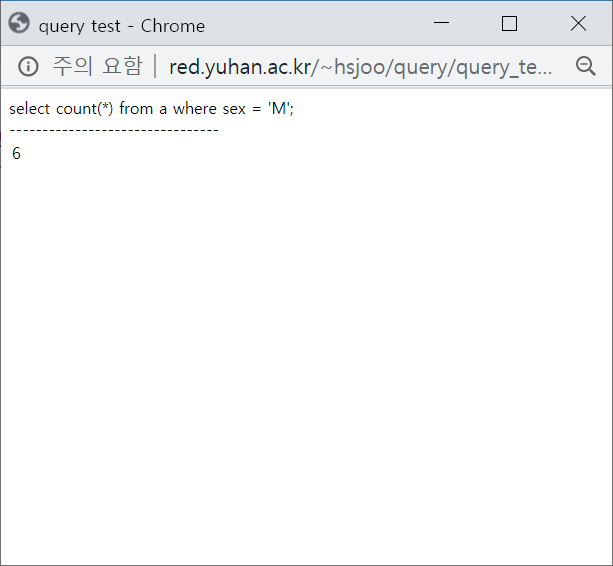 query test - Chrome
주의 요함 | red.yuhan.ac.kr/~hsjoo/query/query_te...
select count(*) from a where sex = 'M';
--------------------------------
6